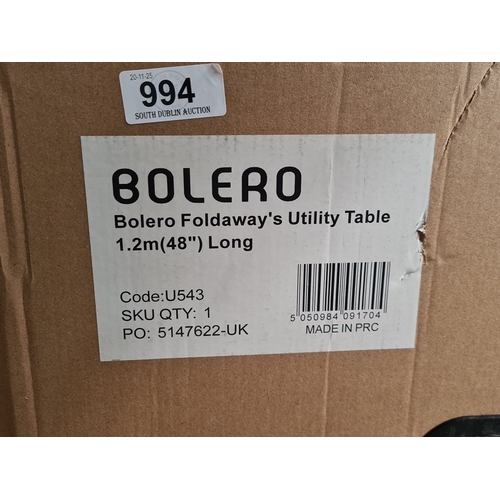 20-11-25
994
SOUTH DUBLIN AUCTION
BOLERO
Bolero Foldaway's Utility Table
1.2m(48") Long
Code:U543
SKU QTY: 1
PO: 5147622-UK
5 050984 091704
MADE IN PRC